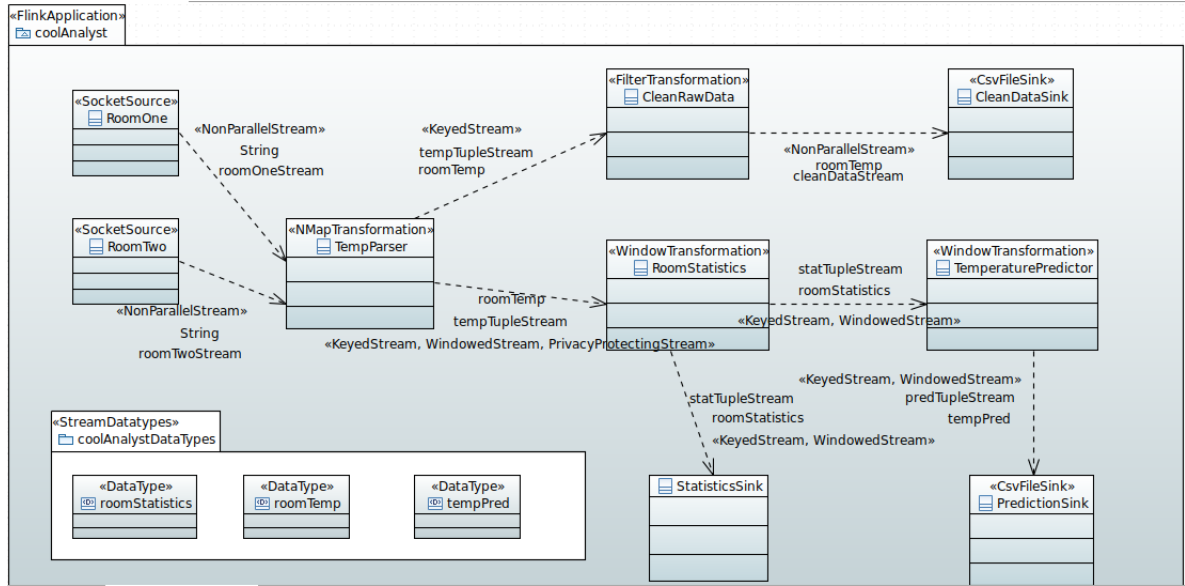 «FlinkApplication»
coolAnalyst
«SocketSource»
RoomOne
«NonParallelStream»
String
roomOneStream
«SocketSource»
RoomTwo
«NonParallelStream»
String
roomTwoStream
«NMapTransformation»
TempParser
«KeyedStream»
tempTupleStream
roomTemp
«FilterTransformation»
CleanRawData
«NonParallelStream»
roomTemp
cleanDataStream
«CsvFileSink»
CleanDataSink
roomTemp
tempTupleStream
«KeyedStream, WindowedStream, PrivacyProtectingStream»
«WindowTransformation»
RoomStatistics
statTupleStream
roomStatistics
«KeyedStream, WindowedStream»
«WindowTransformation»
TemperaturePredictor
statTupleStream
roomStatistics
«KeyedStream, WindowedStream»
«KeyedStream, WindowedStream»
predTupleStream
tempPred
StatisticsSink
«CsvFileSink»
PredictionSink
«StreamDatatypes»
coolAnalystDataTypes
«DataType»
roomStatistics
«DataType»
roomTemp
«DataType»
tempPred